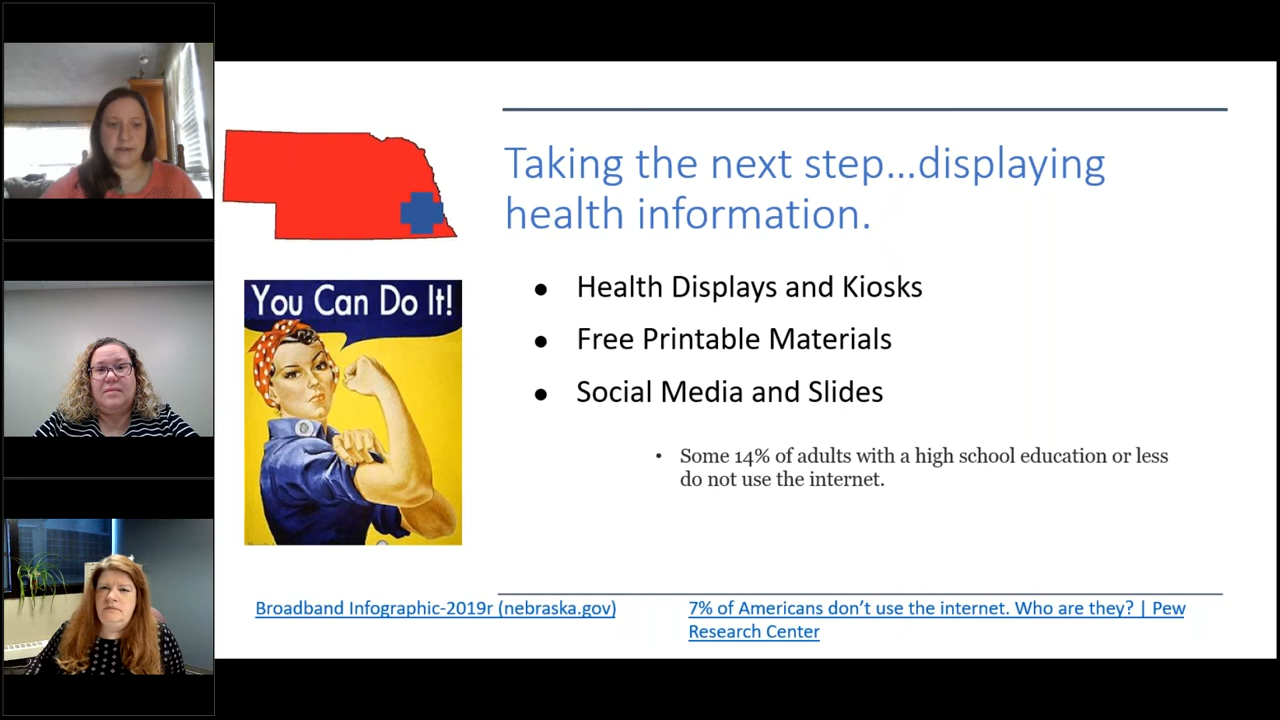 Taking the next step...displaying
health information.
You Can Do It!
● Health Displays and Kiosks
● Free Printable Materials
● Social Media and Slides
• Some 14% of adults with a high school education or less
do not use the internet.
Broadband Infographic-2019r (nebraska.gov)
7% of Americans don’t use the internet. Who are they? | Pew
Research Center